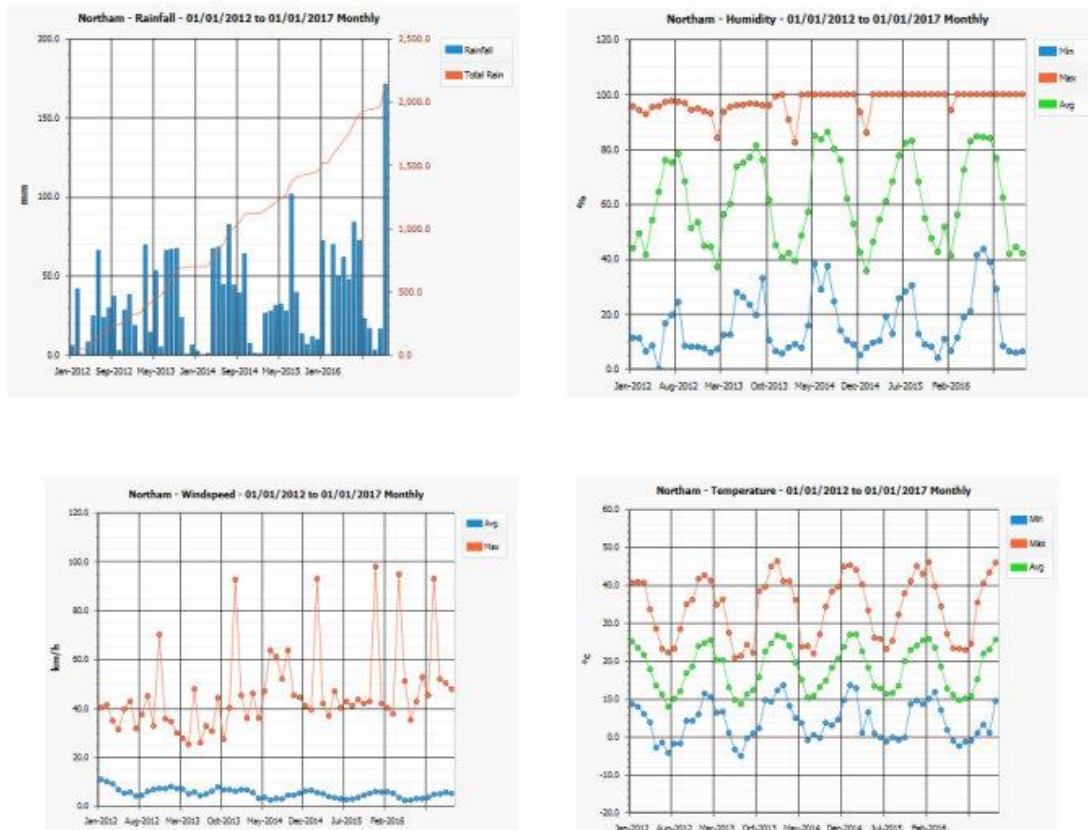 Northam - Rainfall - 01/01/2012 to 01/01/2017 Monthly
200.0
150.0
100.0
50.0
0.0
mm
2,500.0
2,000.0
1,500.0
1,000.0
500.0
0.0
Jan-2012 Sep-2012 May-2013 Jan-2014 Sep-2014 May-2015 Jan-2016
Rainfall
Total Rain
Northam - Humidity - 01/01/2012 to 01/01/2017 Monthly
120.0
100.0
80.0
60.0
40.0
20.0
0.0
%
Jan-2012 Aug-2012 Mar-2013 Oct-2013 May-2014 Dec-2014 Jul-2015 Feb-2016
Min
Max
Avg
Northam - Windspeed - 01/01/2012 to 01/01/2017 Monthly
120.0
100.0
80.0
60.0
40.0
20.0
0.0
km/h
Jan-2012 Aug-2012 Mar-2013 Oct-2013 May-2014 Dec-2014 Jul-2015 Feb-2016
Avg
Max
Northam - Temperature - 01/01/2012 to 01/01/2017 Monthly
60.0
50.0
40.0
30.0
20.0
10.0
0.0
-10.0
-20.0
°C
Jan-2012 Aug-2012 Mar-2013 Oct-2013 May-2014 Dec-2014 Jul-2015 Feb-2016
Min
Max
Avg